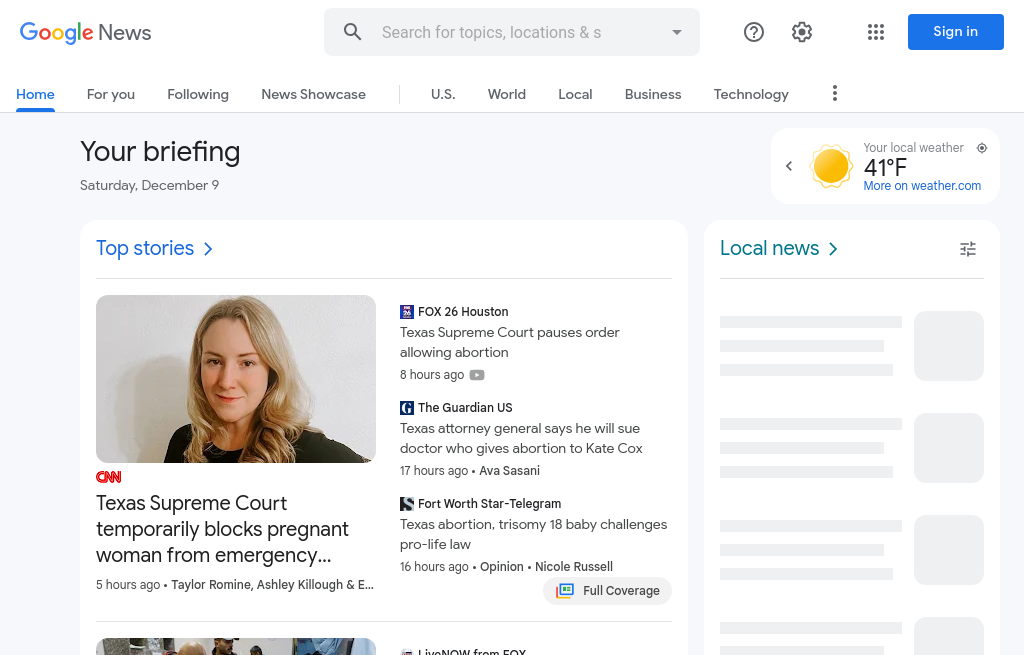 Google News
Search for topics, locations & s
Sign in
Home
For you
Following
News Showcase
U.S.
World
Local
Business
Technology
Your briefing
Saturday, December 9
Your local weather
41°F
More on weather.com
Top stories
CNN
Texas Supreme Court
temporarily blocks pregnant
woman from emergency...
5 hours ago • Taylor Romine, Ashley Killough & E...
FOX 26 Houston
Texas Supreme Court pauses order
allowing abortion
8 hours ago
The Guardian US
Texas attorney general says he will sue
doctor who gives abortion to Kate Cox
17 hours ago • Ava Sasani
Fort Worth Star-Telegram
Texas abortion, trisomy 18 baby challenges
pro-life law
16 hours ago • Opinion • Nicole Russell
Full Coverage
LiveNOW from FOX
Local news